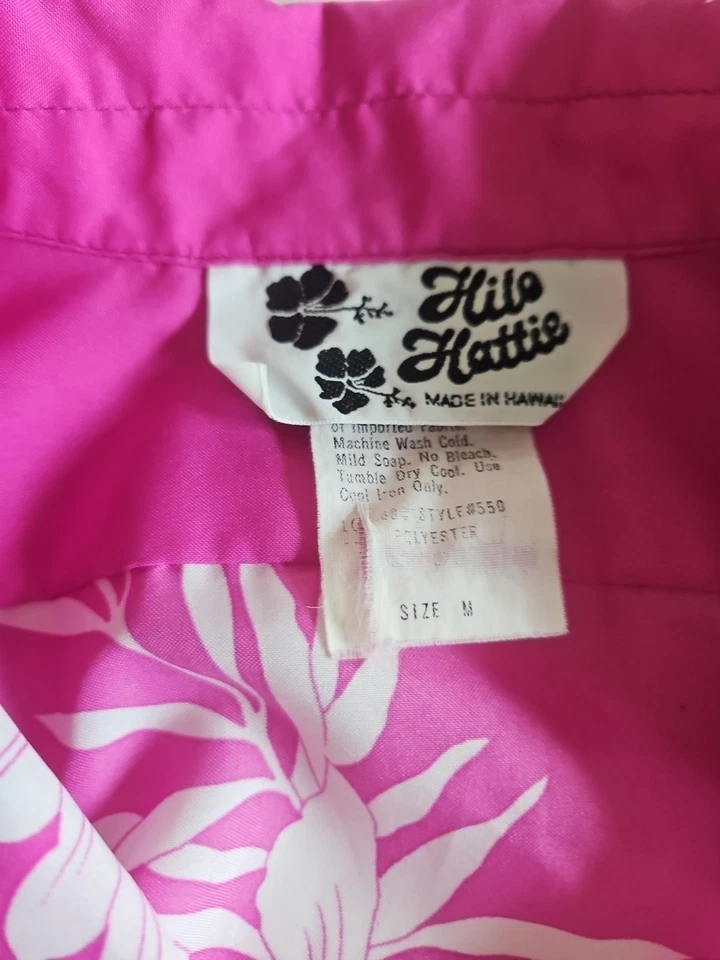 Hilo
Hattie
MADE IN HAWAII
of imported fabric.
Machine Wash Cold.
Mild Soap. No Bleach.
Tumble Dry Cool. Use
Cool Iron Only.
STYLE#550
POLYESTER
SIZE M